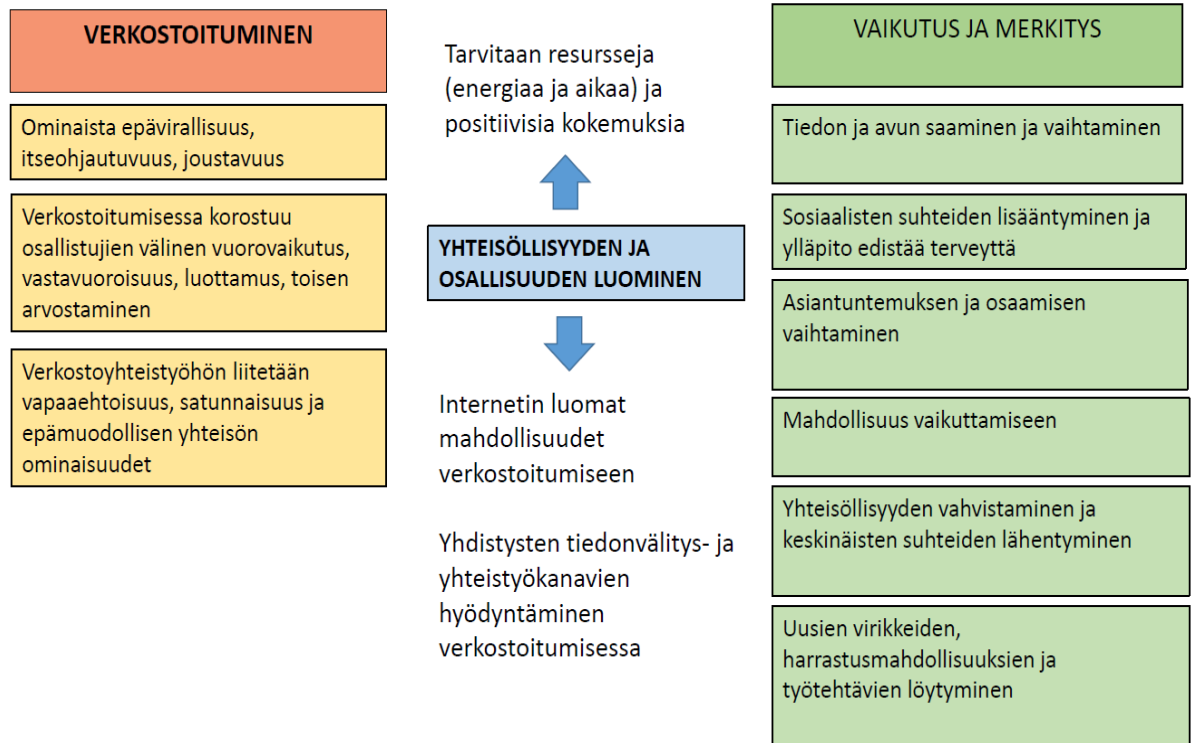 VERKOSTOITUMINEN
Ominaista epävirallisuus,
itseohjautuvuus, joustavuus
Verkostoitumisessa korostuu
osallistujien välinen vuorovaikutus,
vastavuoroisuus, luottamus, toisen
arvostaminen
Verkostoyhteistyöhön liitetään
vapaaehtoisuus, satunnaisuus ja
epämuodollisen yhteisön
ominaisuudet
Tarvitaan resursseja
(energiaa ja aikaa) ja
positiivisia kokemuksia
YHTEISÖLLISYYDEN JA
OSALLISUUDEN LUOMINEN
Internetin luomat
mahdollisuudet
verkostoitumiseen
Yhdistysten tiedonvälitys- ja
yhteistyökanavien
hyödyntäminen
verkostoitumisessa
VAIKUTUS JA MERKITYS
Tiedon ja avun saaminen ja vaihtaminen
Sosiaalisten suhteiden lisääntyminen ja
ylläpito edistää terveyttä
Asiantuntemuksen ja osaamisen
vaihtaminen
Mahdollisuus vaikuttamiseen
Yhteisöllisyyden vahvistaminen ja
keskinäisten suhteiden lähentyminen
Uusien virikkeiden,
harrastusmahdollisuuksien ja
työtehtävien löytyminen